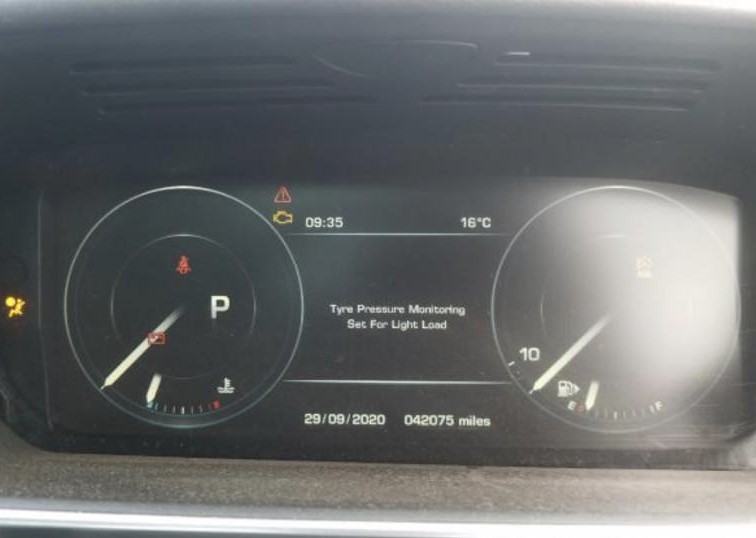 09:35
16°C
P
Tyre Pressure Monitoring
Set For Light Load
10
E
F
29/09/2020
042075 miles